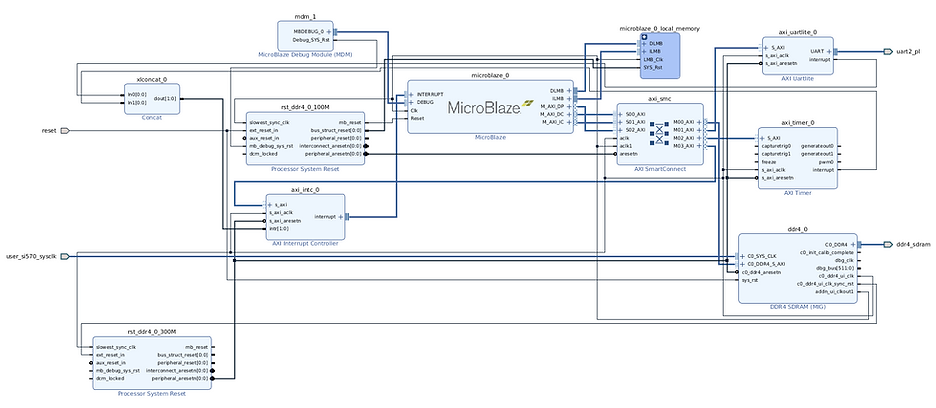 mdm_1
MBDEBUG_0
Debug_SYS_Rst
MicroBlaze Debug Module (MDM)
microblaze_0_local_memory
DLMB
ILMB
LMB_Clk
SYS_Rst
axi_uartlite_0
S_AXI
s_axi_aclk
s_axi_aresetn
UART
interrupt
AXI Uartlite
uart2_pl
xlconcat_0
In0[0:0]
In1[0:0]
dout[1:0]
Concat
microblaze_0
INTERRUPT
DEBUG
Clk
Reset
MicroBlaze
DLMB
ILMB
M_AXI_DP
M_AXI_DC
M_AXI_IC
MicroBlaze
rst_ddr4_0_100M
slowest_sync_clk
ext_reset_in
aux_reset_in
mb_debug_sys_rst
dcm_locked
mb_reset
bus_struct_reset[0:0]
peripheral_reset[0:0]
interconnect_aresetn[0:0]
peripheral_aresetn[0:0]
Processor System Reset
reset
axi_smc
S00_AXI
S01_AXI
S02_AXI
aclk
aclk1
aresetn
M00_AXI
M01_AXI
M02_AXI
M03_AXI
AXI SmartConnect
axi_timer_0
S_AXI
capturetrig0
capturetrig1
freeze
s_axi_aclk
s_axi_aresetn
generateout0
generateout1
pwm0
interrupt
AXI Timer
axi_intc_0
s_axi
s_axi_aclk
s_axi_aresetn
intr[1:0]
interrupt
AXI Interrupt Controller
user_si570_sysclk
ddr4_0
C0_SYS_CLK
C0_DDR4_S_AXI
c0_ddr4_aresetn
sys_rst
C0_DDR4
c0_init_calib_complete
dbg_clk
dbg_bus[511:0]
c0_ddr4_ui_clk
c0_ddr4_ui_clk_sync_rst
addn_ui_clkout1
DDR4 SDRAM (MIG)
ddr4_sdram
rst_ddr4_0_300M
slowest_sync_clk
ext_reset_in
aux_reset_in
mb_debug_sys_rst
dcm_locked
mb_reset
bus_struct_reset[0:0]
peripheral_reset[0:0]
interconnect_aresetn[0:0]
peripheral_aresetn[0:0]
Processor System Reset